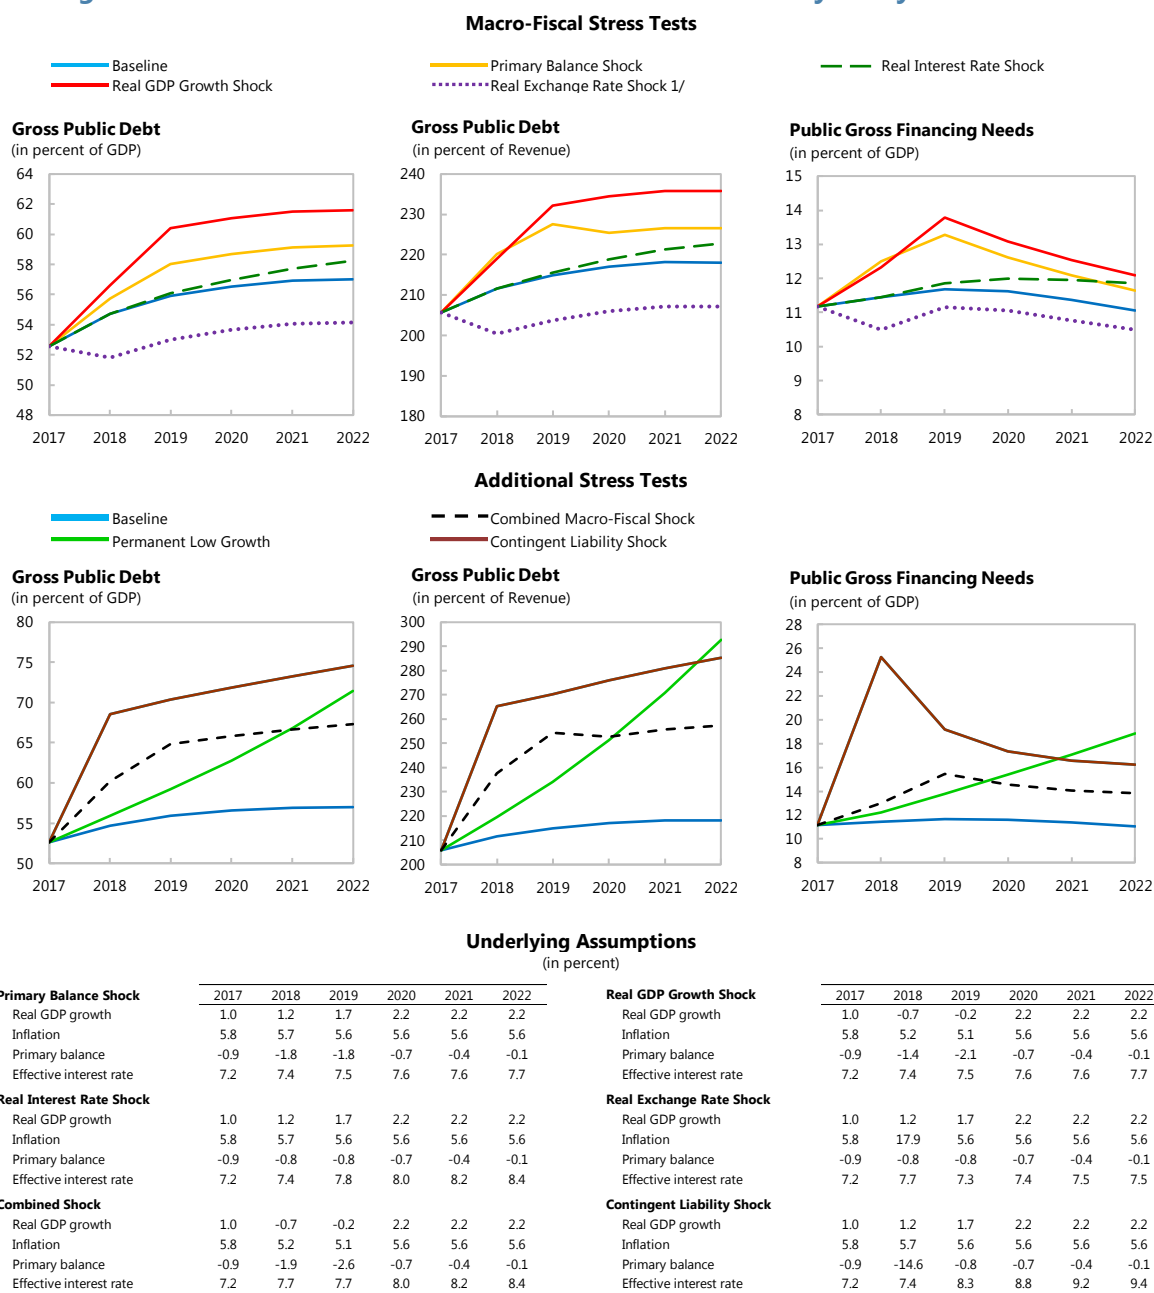 Macro-Fiscal Stress Tests
Baseline
Primary Balance Shock
Real Interest Rate Shock
Real GDP Growth Shock
Real Exchange Rate Shock 1/
Gross Public Debt
(in percent of GDP)
64
62
60
58
56
54
52
50
48
2017 2018 2019 2020 2021 2022
Gross Public Debt
(in percent of Revenue)
240
230
220
210
200
190
180
2017 2018 2019 2020 2021 2022
Public Gross Financing Needs
(in percent of GDP)
15
14
13
12
11
10
9
8
2017 2018 2019 2020 2021 2022
Additional Stress Tests
Baseline
Combined Macro-Fiscal Shock
Permanent Low Growth
Contingent Liability Shock
Gross Public Debt
(in percent of GDP)
80
75
70
65
60
55
50
2017 2018 2019 2020 2021 2022
Gross Public Debt
(in percent of Revenue)
300
290
280
270
260
250
240
230
220
210
200
2017 2018 2019 2020 2021 2022
Public Gross Financing Needs
(in percent of GDP)
28
26
24
22
20
18
16
14
12
10
8
2017 2018 2019 2020 2021 2022
Underlying Assumptions
(in percent)
Primary Balance Shock 2017 2018 2019 2020 2021 2022
Real GDP growth 1.0 1.2 1.7 2.2 2.2 2.2
Inflation 5.8 5.7 5.6 5.6 5.6 5.6
Primary balance -0.9 -1.8 -1.8 -0.7 -0.4 -0.1
Effective interest rate 7.2 7.4 7.5 7.6 7.6 7.7
Real Interest Rate Shock
Real GDP growth 1.0 1.2 1.7 2.2 2.2 2.2
Inflation 5.8 5.7 5.6 5.6 5.6 5.6
Primary balance -0.9 -0.8 -0.8 -0.7 -0.4 -0.1
Effective interest rate 7.2 7.4 7.8 8.0 8.2 8.4
Combined Shock
Real GDP growth 1.0 -0.7 -0.2 2.2 2.2 2.2
Inflation 5.8 5.2 5.1 5.6 5.6 5.6
Primary balance -0.9 -1.9 -2.6 -0.7 -0.4 -0.1
Effective interest rate 7.2 7.7 7.7 8.0 8.2 8.4
Real GDP Growth Shock 2017 2018 2019 2020 2021 2022
Real GDP growth 1.0 -0.7 -0.2 2.2 2.2 2.2
Inflation 5.8 5.2 5.1 5.6 5.6 5.6
Primary balance -0.9 -1.4 -2.1 -0.7 -0.4 -0.1
Effective interest rate 7.2 7.4 7.5 7.6 7.6 7.7
Real Exchange Rate Shock
Real GDP growth 1.0 1.2 1.7 2.2 2.2 2.2
Inflation 5.8 17.9 5.6 5.6 5.6 5.6
Primary balance -0.9 -0.8 -0.8 -0.7 -0.4 -0.1
Effective interest rate 7.2 7.7 7.3 7.4 7.5 7.5
Contingent Liability Shock
Real GDP growth 1.0 1.2 1.7 2.2 2.2 2.2
Inflation 5.8 5.7 5.6 5.6 5.6 5.6
Primary balance -0.9 -14.6 -0.8 -0.7 -0.4 -0.1
Effective interest rate 7.2 7.4 8.3 8.8 9.2 9.4